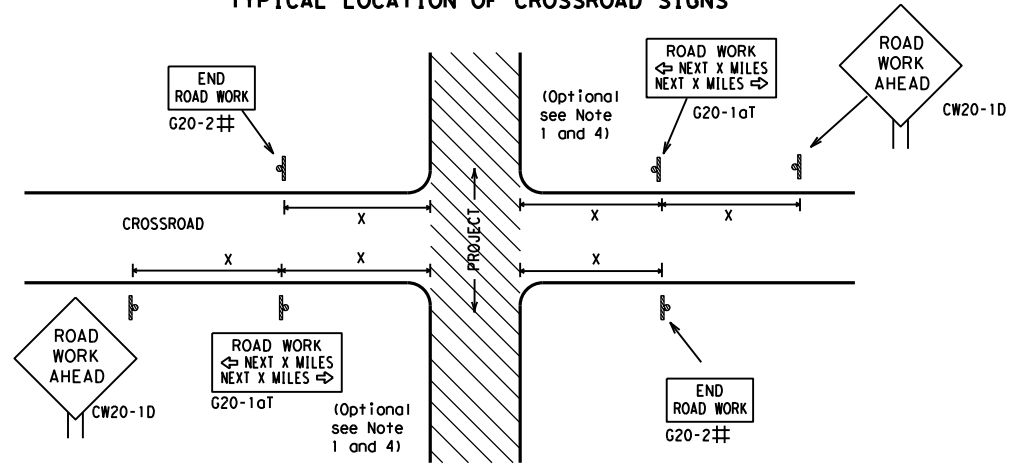 TYPICAL LOCATION OF CROSSROAD SIGNS
END
ROAD WORK
G20-2#
(Optional
see Note
1 and 4)
ROAD WORK
⇦ NEXT X MILES
NEXT X MILES ⇨
G20-1aT
ROAD
WORK
AHEAD
CW20-1D
CROSSROAD
X
X
X
PROJECT
X
X
X
ROAD
WORK
AHEAD
CW20-1D
ROAD WORK
⇦ NEXT X MILES
NEXT X MILES ⇨
G20-1aT
(Optional
see Note
1 and 4)
END
ROAD WORK
G20-2#